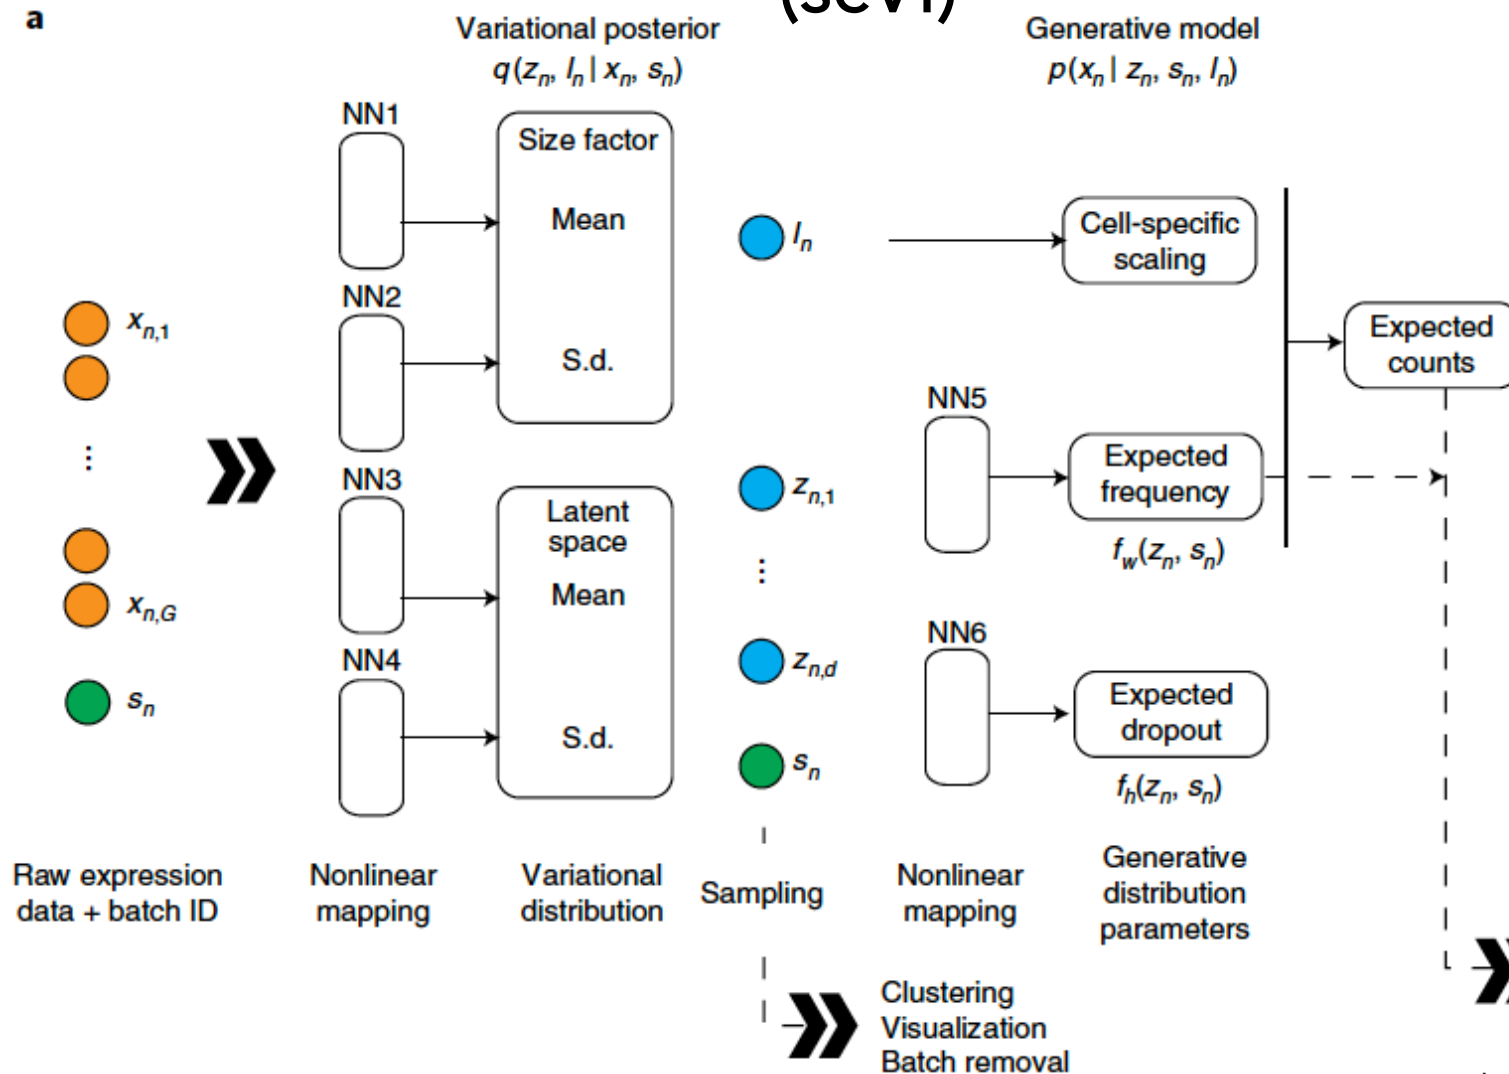 (scVI)
a
Variational posterior
q(zₙ, lₙ | xₙ, sₙ)
Generative model
p(xₙ | zₙ, sₙ, lₙ)
NN1
Size factor
Mean
S.d.
NN2
NN3
Latent
space
Mean
S.d.
NN4
xₙ,₁
⋮
xₙ,G
sₙ
lₙ
zₙ,₁
⋮
zₙ,d
sₙ
Cell-specific
scaling
Expected
counts
NN5
Expected
frequency
f_w(zₙ, sₙ)
NN6
Expected
dropout
f_h(zₙ, sₙ)
Raw expression
data + batch ID
Nonlinear
mapping
Variational
distribution
Sampling
Nonlinear
mapping
Generative
distribution
parameters
Clustering
Visualization
Batch removal